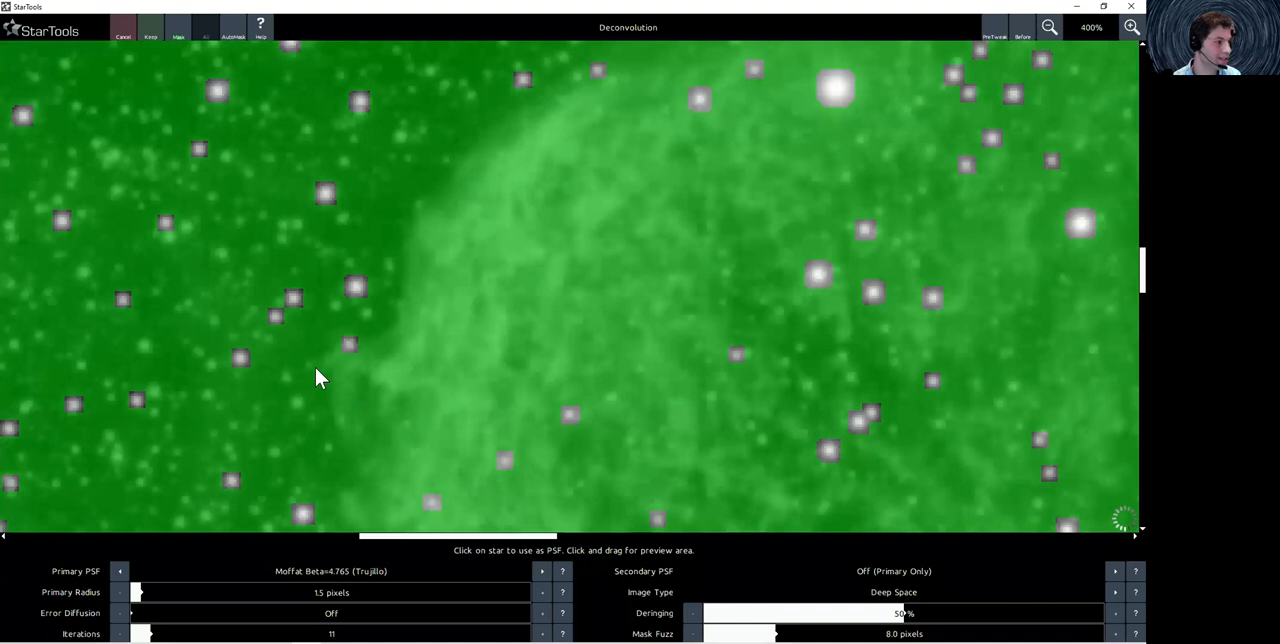 StarTools
StarTools
Cancel Keep Mask All AutoMask ? Help
Deconvolution
PreTweak Before 400%
Click on star to use as PSF. Click and drag for preview area.
Primary PSF Moffat Beta=4.765 (Trujillo) ? Secondary PSF Off (Primary Only) ?
Primary Radius - 1.5 pixels ? Image Type Deep Space ?
Error Diffusion - Off ? Deringing - 50 % ?
Iterations - 11 ? Mask Fuzz - 8.0 pixels ?